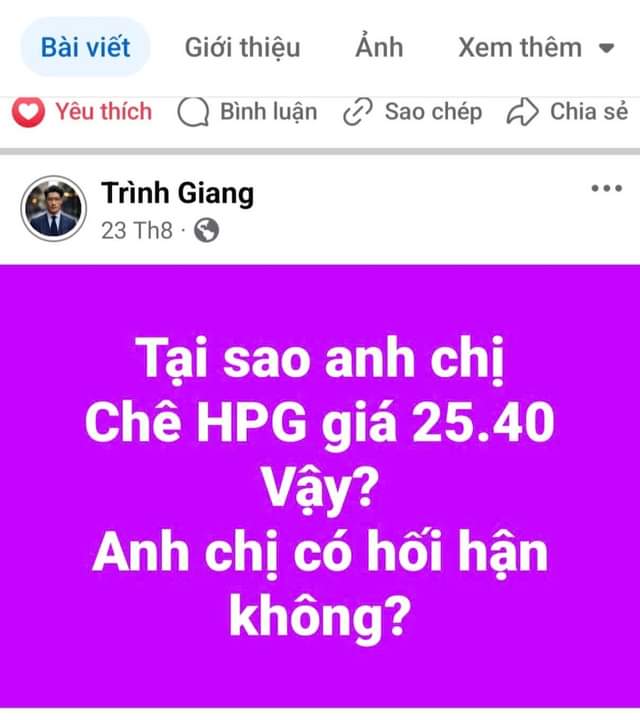 Bài viết Giới thiệu Ảnh Xem thêm
Yêu thích Bình luận Sao chép Chia sẻ
Trình Giang
23 Th8 ·
Tại sao anh chị
Chê HPG giá 25.40
Vậy?
Anh chị có hối hận
không?